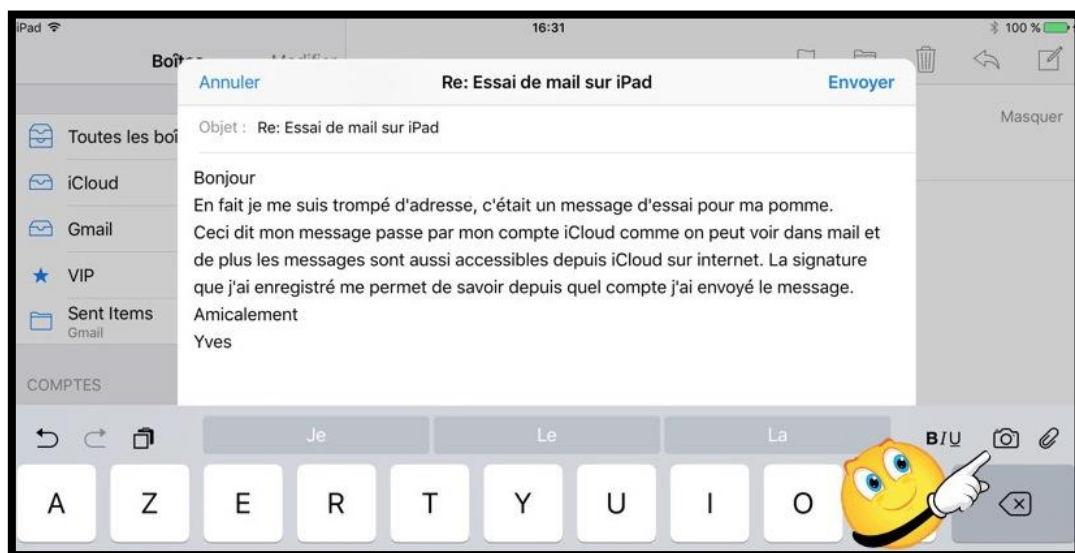 iPad 16:31 100 %
Annuler Re: Essai de mail sur iPad Envoyer
Masquer
Objet : Re: Essai de mail sur iPad
Toutes les boî
iCloud
Gmail
VIP
Sent Items
Gmail
COMPTES
Bonjour
En fait je me suis trompé d'adresse, c'était un message d'essai pour ma pomme.
Ceci dit mon message passe par mon compte iCloud comme on peut voir dans mail et
de plus les messages sont aussi accessibles depuis iCloud sur internet. La signature
que j'ai enregistré me permet de savoir depuis quel compte j'ai envoyé le message.
Amicalement
Yves
Je Le La BIU
A Z E R T Y U I O